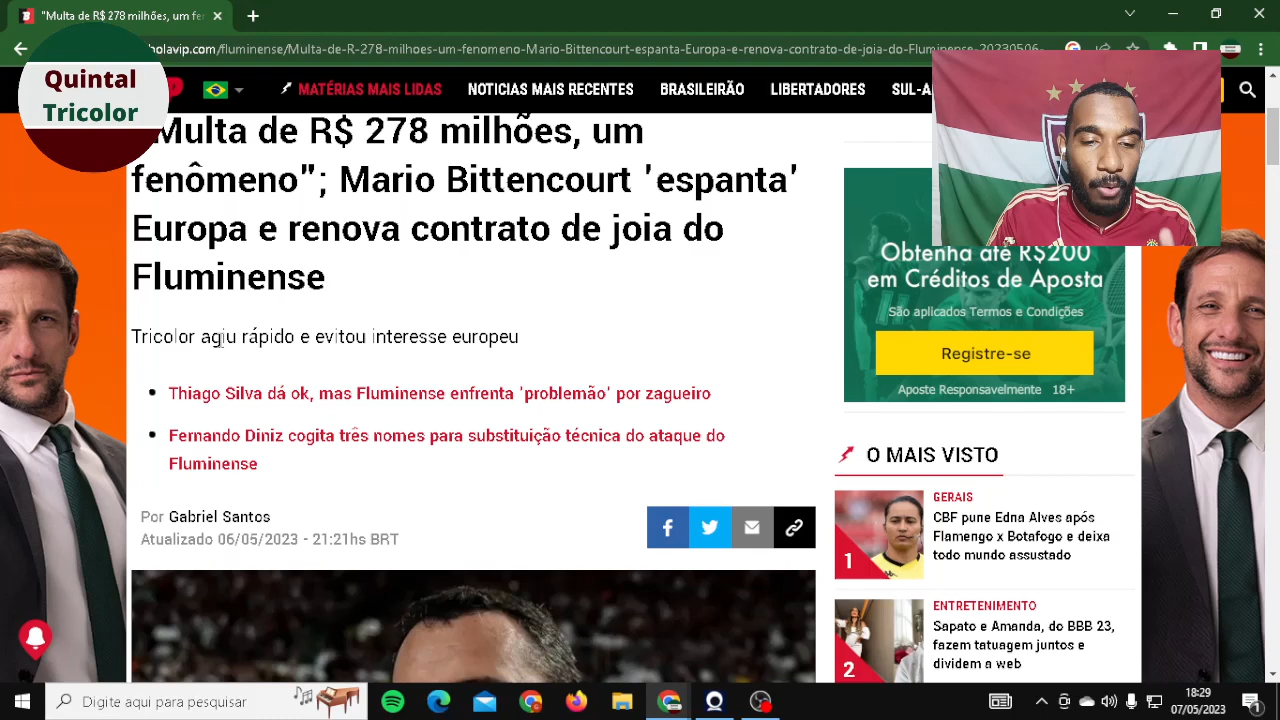 "Multa de R$ 278 milhões, um fe
Quintal
Tricolor
bolavip.com/fluminense/Multa-de-R-278-milhoes-um-fenomeno-Mario-Bittencourt-espanta-Europa-e-renova-contrato-de-joia-do-Fluminense-20230506-
MATÉRIAS MAIS LIDAS NOTICIAS MAIS RECENTES BRASILEIRÃO LIBERTADORES SUL-A
"Multa de R$ 278 milhões, um
fenômeno"; Mario Bittencourt 'espanta'
Europa e renova contrato de joia do
Fluminense
Tricolor agiu rápido e evitou interesse europeu
Thiago Silva dá ok, mas Fluminense enfrenta 'problemão' por zagueiro
Fernando Diniz cogita três nomes para substituição técnica do ataque do
Fluminense
Por Gabriel Santos
Atualizado 06/05/2023 - 21:21hs BRT
Obtenha até R$200
em Créditos de Aposta
São aplicados Termos e Condições
Registre-se
Aposte Responsavelmente 18+
O MAIS VISTO
GERAIS
CBF pune Edna Alves após
Flamengo x Botafogo e deixa
todo mundo assustado
1
ENTRETENIMENTO
Sapato e Amanda, do BBB 23,
fazem tatuagem juntos e
dividem a web
2
Digite aqui para pesquisar
18:29
07/05/2023
1